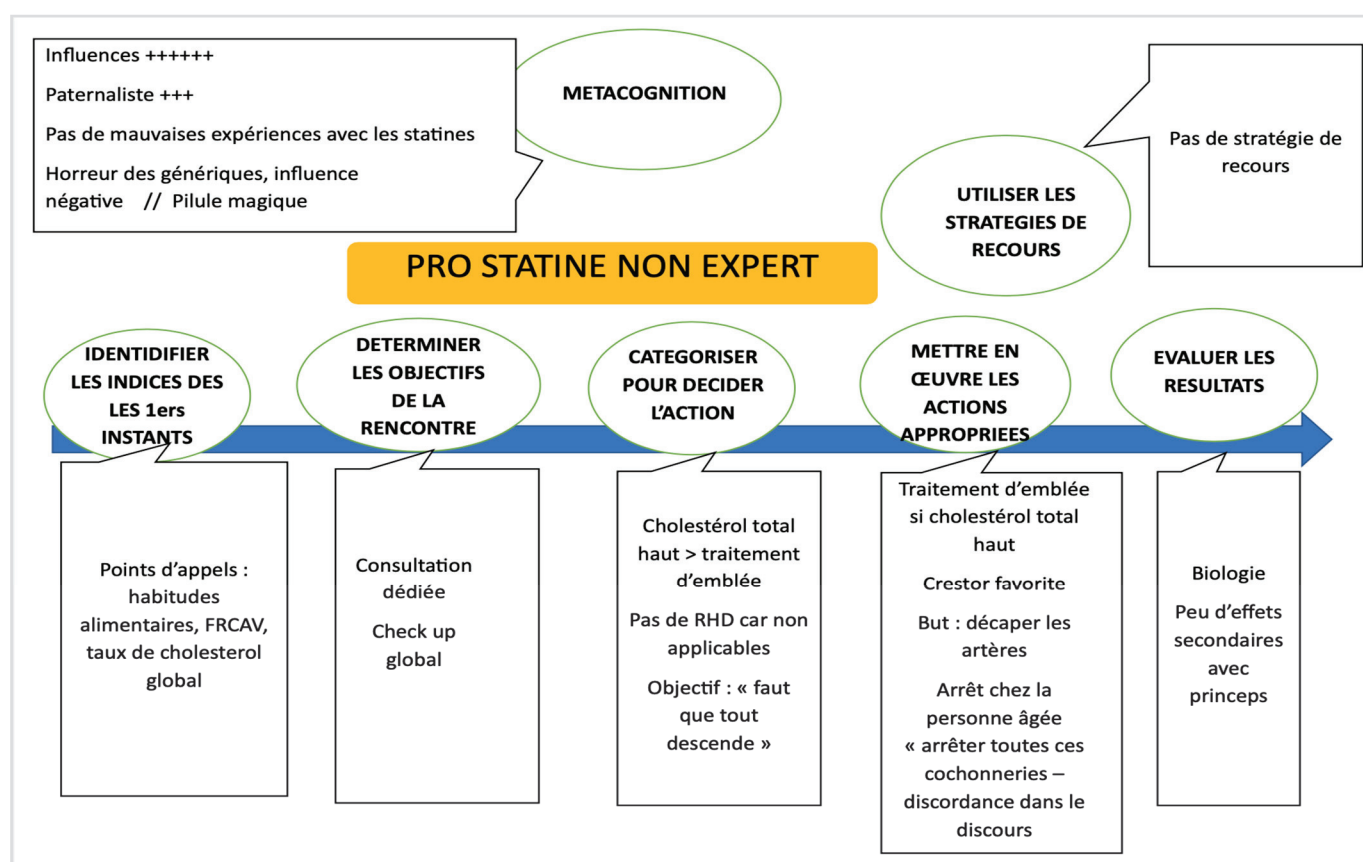 Influences ++++++
Paternaliste +++
Pas de mauvaises expériences avec les statines
Horreur des génériques, influence
négative // Pilule magique
METACOGNITION
Pas de stratégie de
recours
UTILISER LES
STRATEGIES DE
RECOURS
PRO STATINE NON EXPERT
IDENTIDIFIER
LES INDICES DES
LES 1ers
INSTANTS
DETERMINER
LES OBJECTIFS
DE LA
RENCONTRE
CATEGORISER
POUR DECIDER
L’ACTION
METTRE EN
ŒUVRE LES
ACTIONS
APPROPRIEES
EVALUER LES
RESULTATS
Points d’appels :
habitudes
alimentaires, FRCAV,
taux de cholesterol
global
Consultation
dédiée
Check up
global
Cholestérol total
haut > traitement
d’emblée
Pas de RHD car non
applicables
Objectif : « faut
que tout
descende »
Traitement d’emblée
si cholestérol total
haut
Crestor favorite
But : décaper les
artères
Arrêt chez la
personne âgée
« arrêter toutes ces
cochonneries –
discordance dans le
discours
Biologie
Peu d’effets
secondaires
avec
princeps